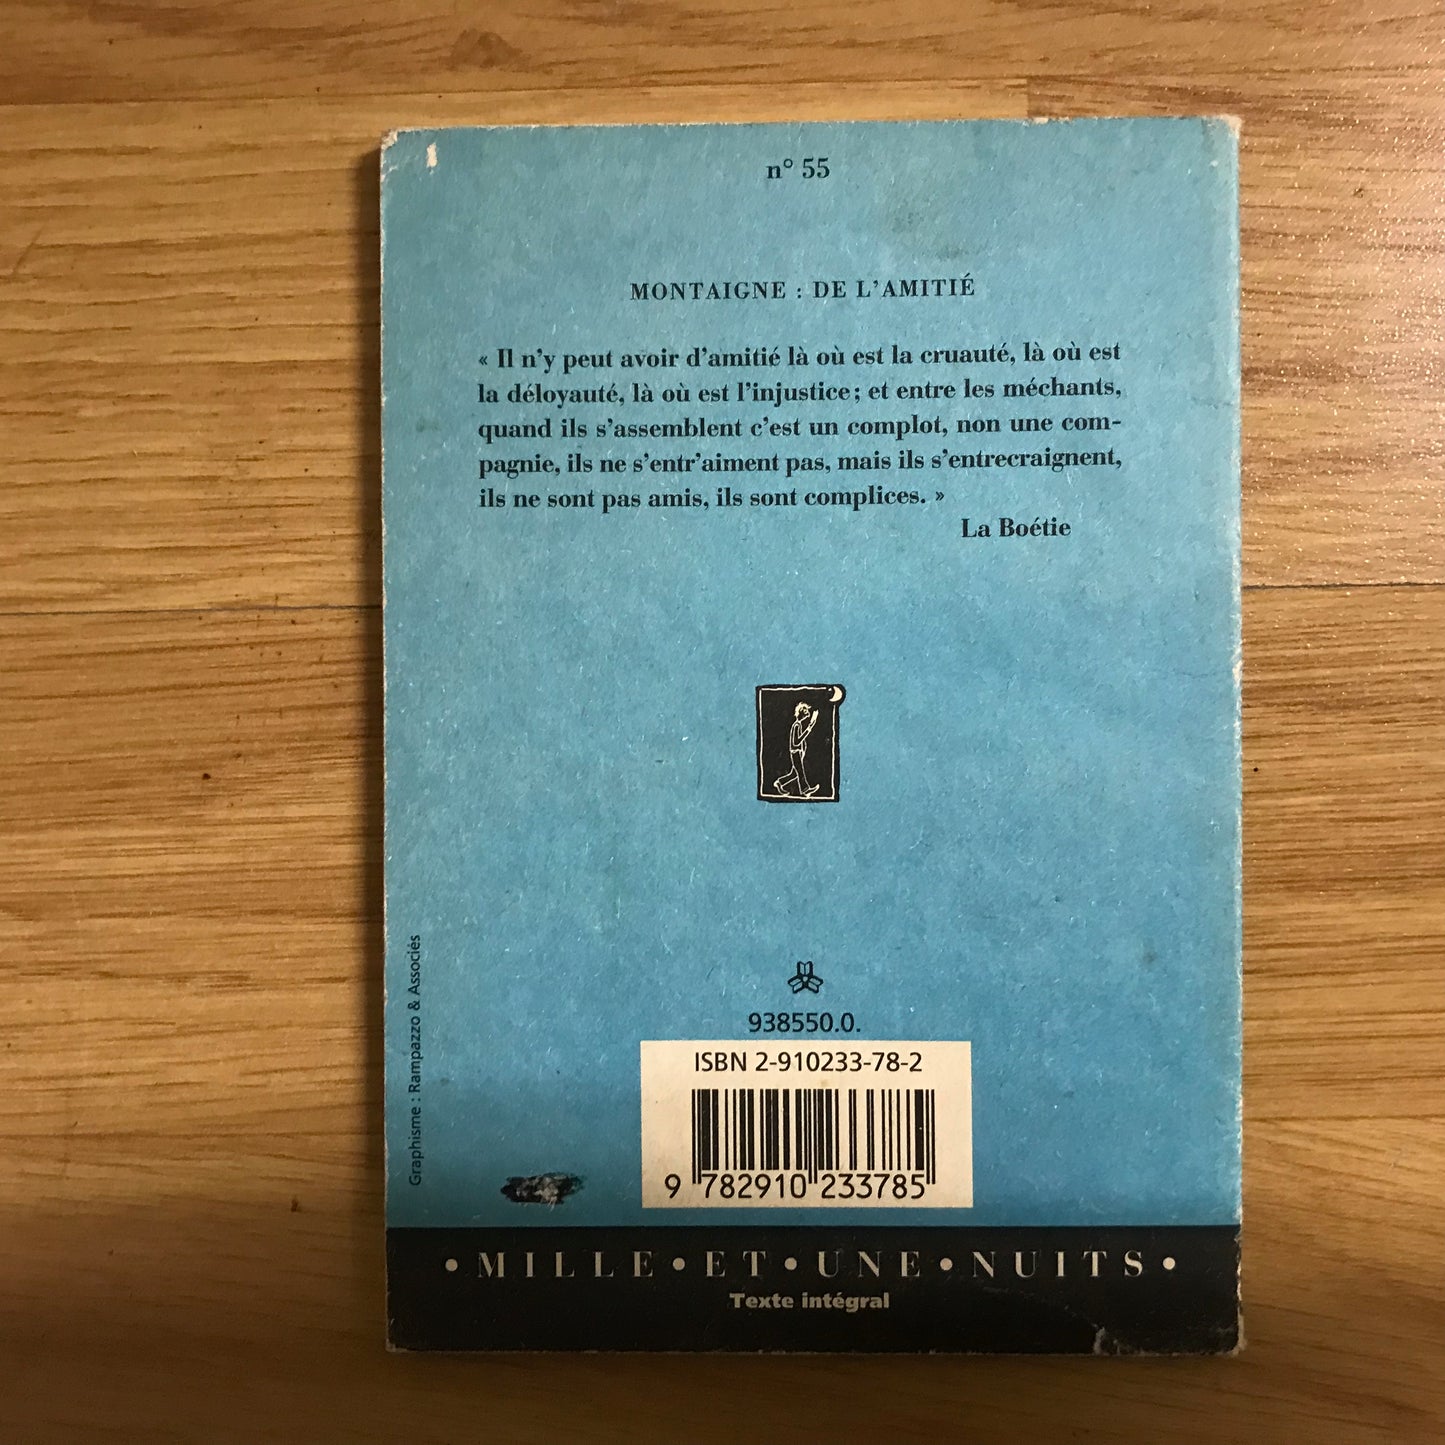 n° 55
MONTAIGNE : DE L'AMITIÉ
« Il n'y peut avoir d'amitié là où est la cruauté, là où est
la déloyauté, là où est l'injustice ; et entre les méchants,
quand ils s'assemblent c'est un complot, non une com-
pagnie, ils ne s'entr'aiment pas, mais ils s'entrecraignent,
ils ne sont pas amis, ils sont complices. »
La Boétie
Graphisme : Rampazzo & Associés
938550.0.
ISBN 2-910233-78-2
9 782910 233785
• MILLE • ET • UNE • NUITS •
Texte intégral